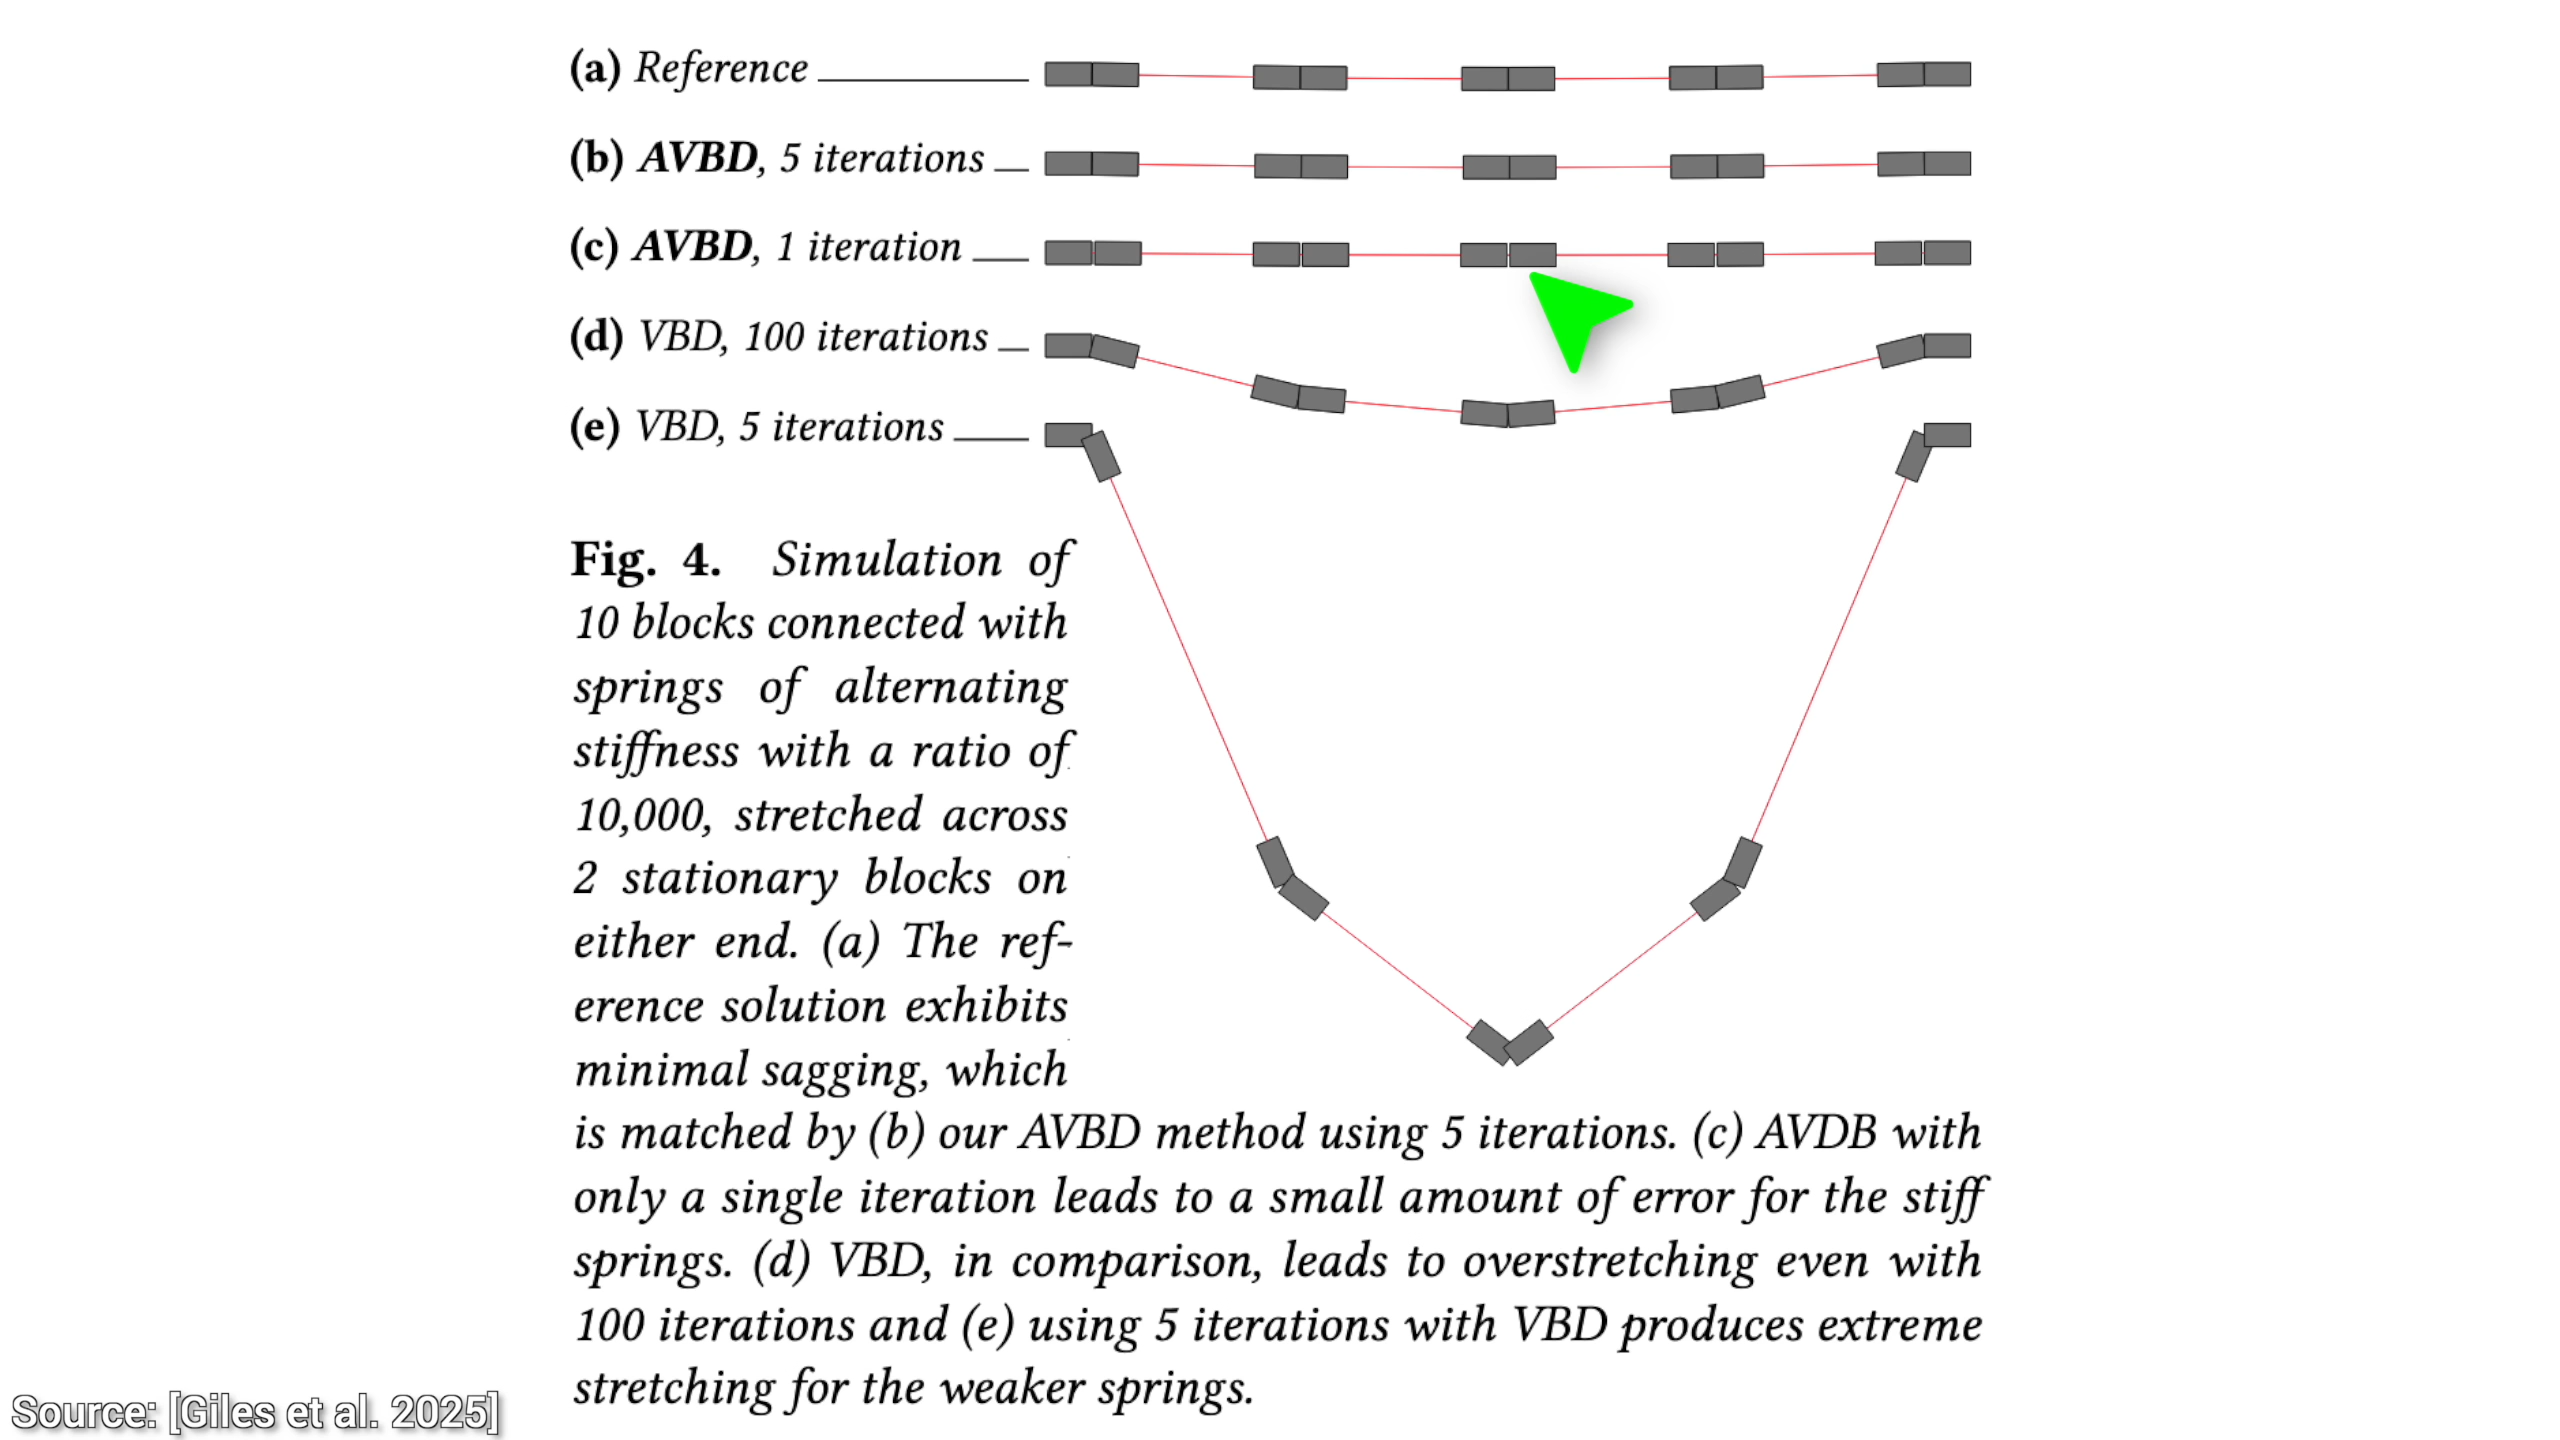 (a) Reference
(b) AVBD, 5 iterations
(c) AVBD, 1 iteration
(d) VBD, 100 iterations
(e) VBD, 5 iterations
Fig. 4. Simulation of
10 blocks connected with
springs of alternating
stiffness with a ratio of
10,000, stretched across
2 stationary blocks on
either end. (a) The ref-
erence solution exhibits
minimal sagging, which
is matched by (b) our AVBD method using 5 iterations. (c) AVDB with
only a single iteration leads to a small amount of error for the stiff
springs. (d) VBD, in comparison, leads to overstretching even with
100 iterations and (e) using 5 iterations with VBD produces extreme
stretching for the weaker springs.
Source: [Giles et al. 2025]